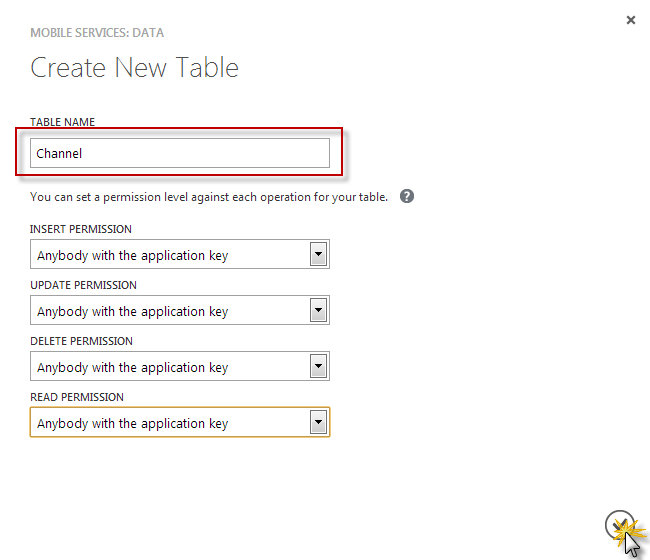 MOBILE SERVICES: DATA
Create New Table
TABLE NAME
Channel
You can set a permission level against each operation for your table. ?
INSERT PERMISSION
Anybody with the application key
UPDATE PERMISSION
Anybody with the application key
DELETE PERMISSION
Anybody with the application key
READ PERMISSION
Anybody with the application key